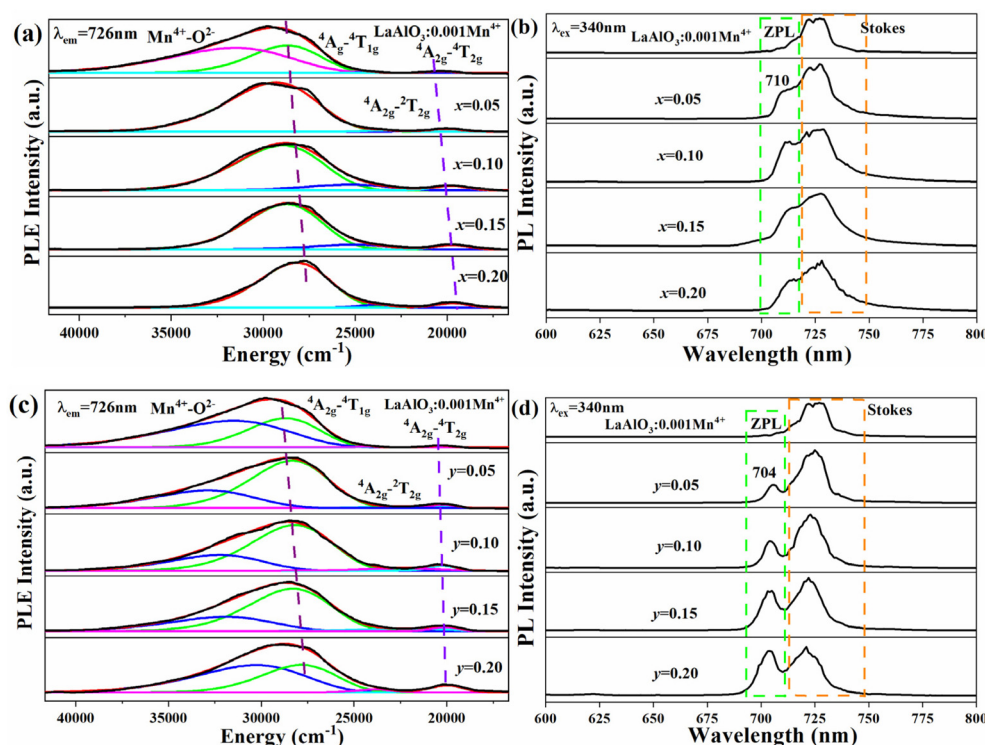 (a)
λem=726nm Mn⁴⁺-O²⁻
⁴Ag-⁴T1g
LaAlO3:0.001Mn⁴⁺
⁴A2g-⁴T2g
⁴A2g-²T2g
x=0.05
x=0.10
x=0.15
x=0.20
PLE Intensity (a.u.)
40000 35000 30000 25000 20000
Energy (cm⁻¹)
(b)
λex=340nm
LaAlO3:0.001Mn⁴⁺
ZPL
Stokes
710
x=0.05
x=0.10
x=0.15
x=0.20
PL Intensity (a.u.)
600 625 650 675 700 725 750 775 800
Wavelength (nm)
(c)
λem=726nm Mn⁴⁺-O²⁻
⁴A2g-⁴T1g
LaAlO3:0.001Mn⁴⁺
⁴A2g-⁴T2g
⁴A2g-²T2g
y=0.05
y=0.10
y=0.15
y=0.20
PLE Intensity (a.u.)
40000 35000 30000 25000 20000
Energy (cm⁻¹)
(d)
λex=340nm
LaAlO3:0.001Mn⁴⁺
ZPL
Stokes
704
y=0.05
y=0.10
y=0.15
y=0.20
PL Intensity (a.u.)
600 625 650 675 700 725 750 775 800
Wavelength (nm)